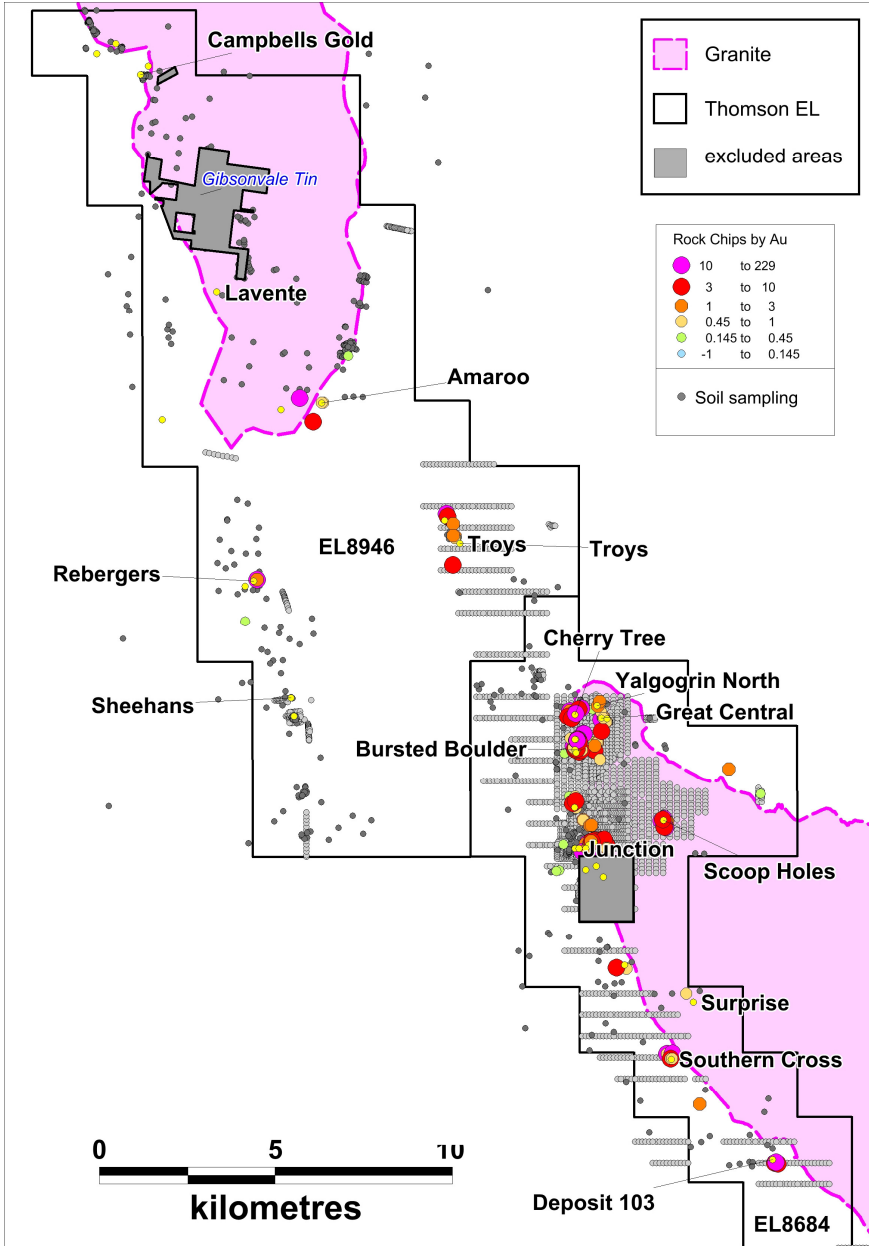 Campbells Gold
Granite
Thomson EL
excluded areas
Gibsonvale Tin
Rock Chips by Au
10 to 229
3 to 10
1 to 3
0.45 to 1
0.145 to 0.45
-1 to 0.145
Soil sampling
Lavente
Amaroo
EL8946
Troys
Troys
Rebergers
Cherry Tree
Yalgogrin North
Sheehans
Great Central
Bursted Boulder
Junction
Scoop Holes
Surprise
Southern Cross
0 5 10
kilometres
Deposit 103
EL8684